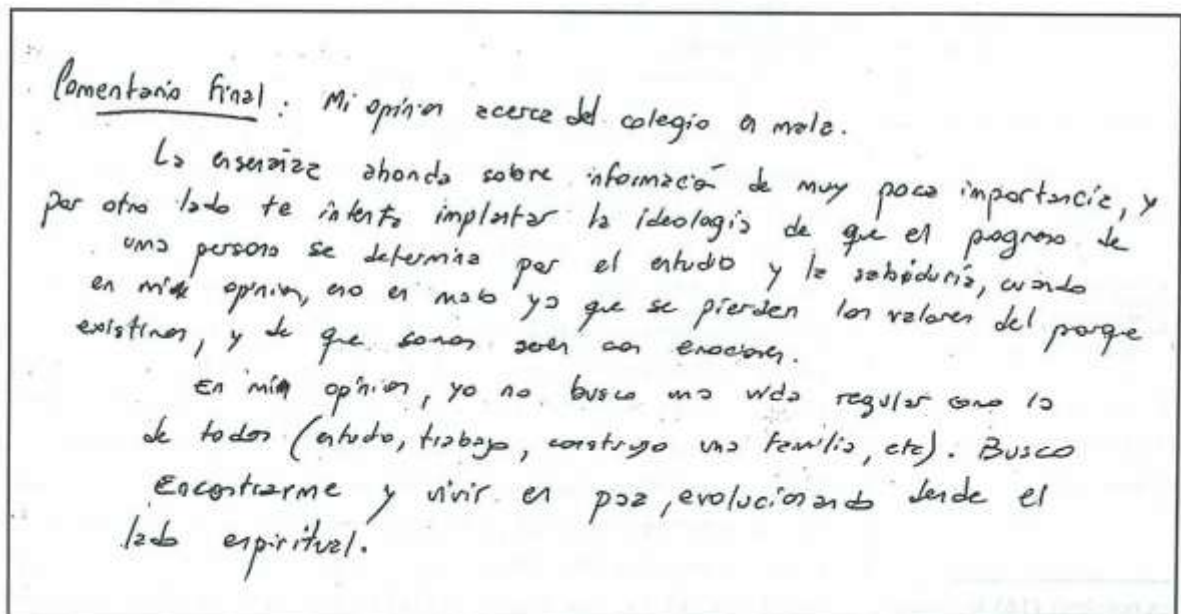 Comentario final. Mi opinion acerca del colegio es mala.
La enseñanza ahonda sobre información de muy poca importancia, y
por otro lado te intenta implantar la ideologia de que el progreso de
una persona se determina por el estudio y la sabiduría, cuando
en mi opinion, eso es malo ya que se pierden los valores del porque
existimos, y de que somos seres con emociones.
En mi opinion, yo no busco una vida regular como la
de todos (estudio, trabajo, construyo una familia, etc). Busco
Encontrarme y vivir en paz, evolucionando desde el
lado espiritual.